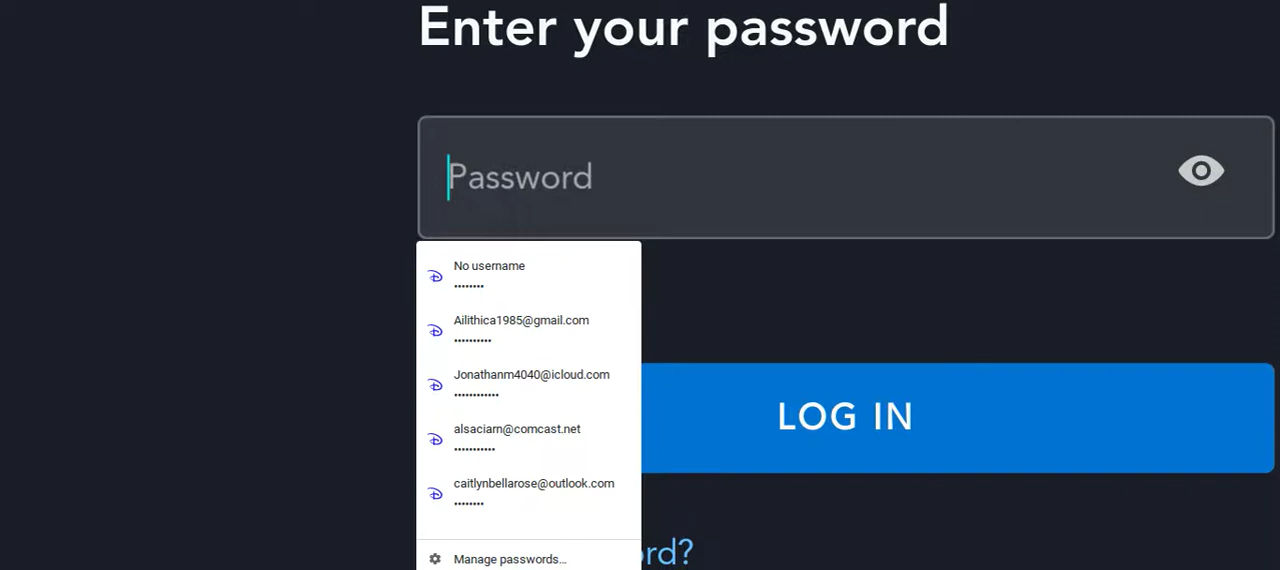 Enter your password
Password
No username
••••••••
Ailithica1985@gmail.com
••••••••••
Jonathanm4040@icloud.com
••••••••••••
alsaciarn@comcast.net
•••••••••••
caitlynbellarose@outlook.com
••••••••
LOG IN
Manage passwords...